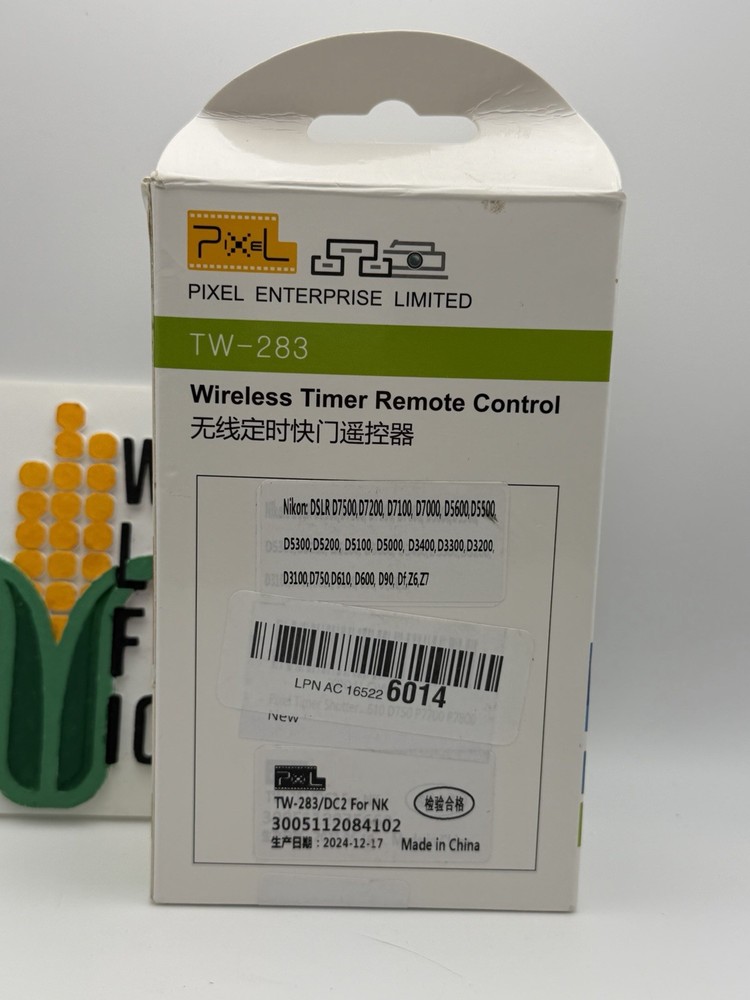 PIXEL
PIXEL ENTERPRISE LIMITED
TW-283
Wireless Timer Remote Control
无线定时快门遥控器
Nikon: DSLR D7500,D7200, D7100, D7000, D5600,D5500,
D5300,D5200, D5100, D5000, D3400,D3300,D3200,
D3100,D750,D610, D600, D90, Df,Z6,Z7
LPN AC 16522 6014
New
PIXEL
TW-283/DC2 For NK
检验合格
3005112084102
生产日期：2024-12-17 Made in China
W
L
F
IC